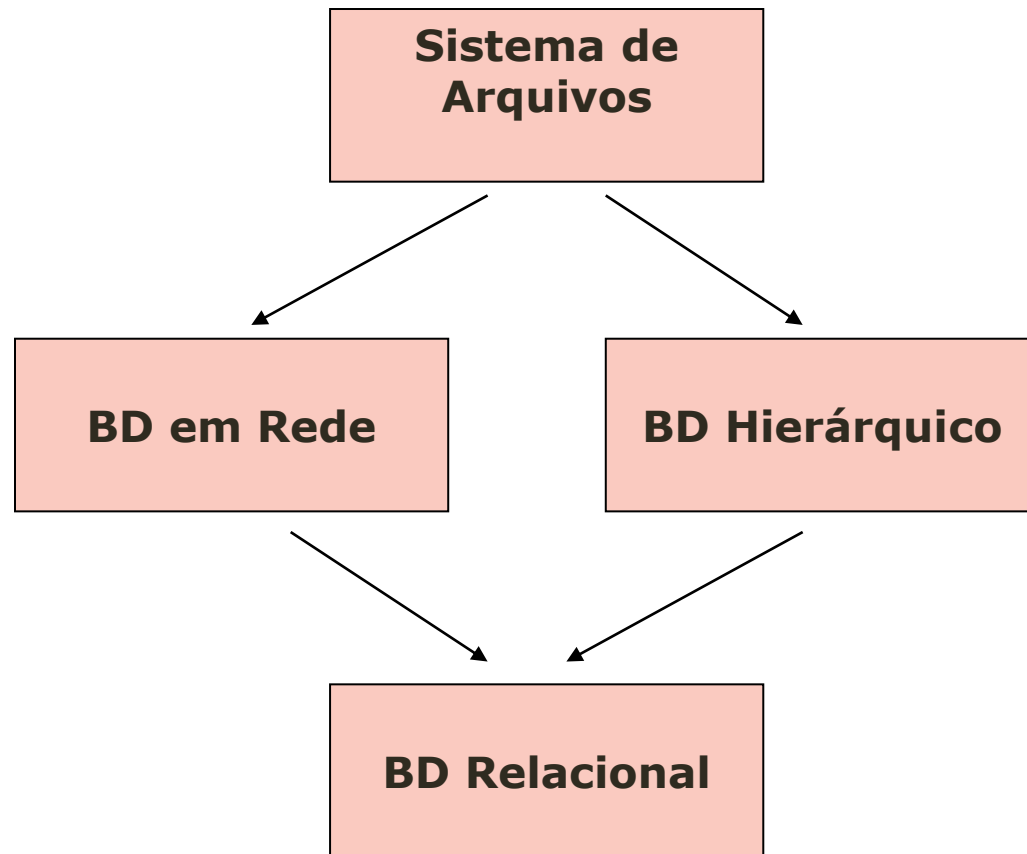 Sistema de
Arquivos
BD em Rede
BD Hierárquico
BD Relacional